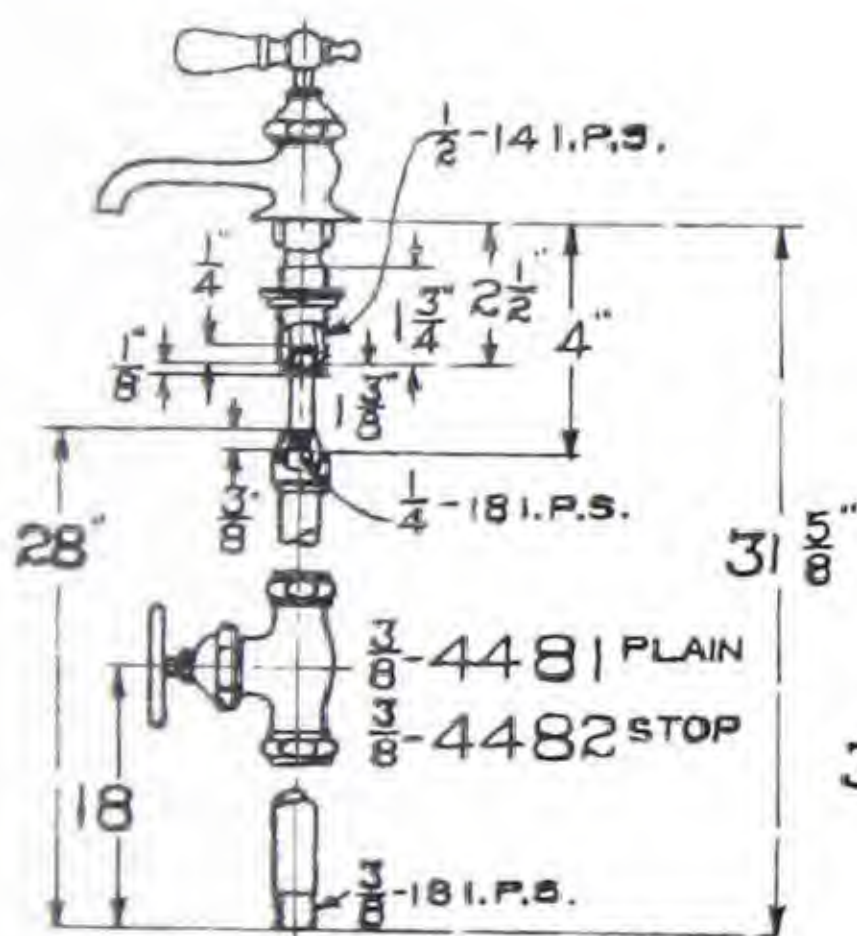 1/2-14 I.P.S.
1/4"
1 3/4"
2 1/2"
4"
1/8"
1 3/8"
3/8"
1/4-18 I.P.S.
28"
31 5/8"
3/8-4481 PLAIN
3/8-4482 STOP
18
3/8-18 I.P.S.